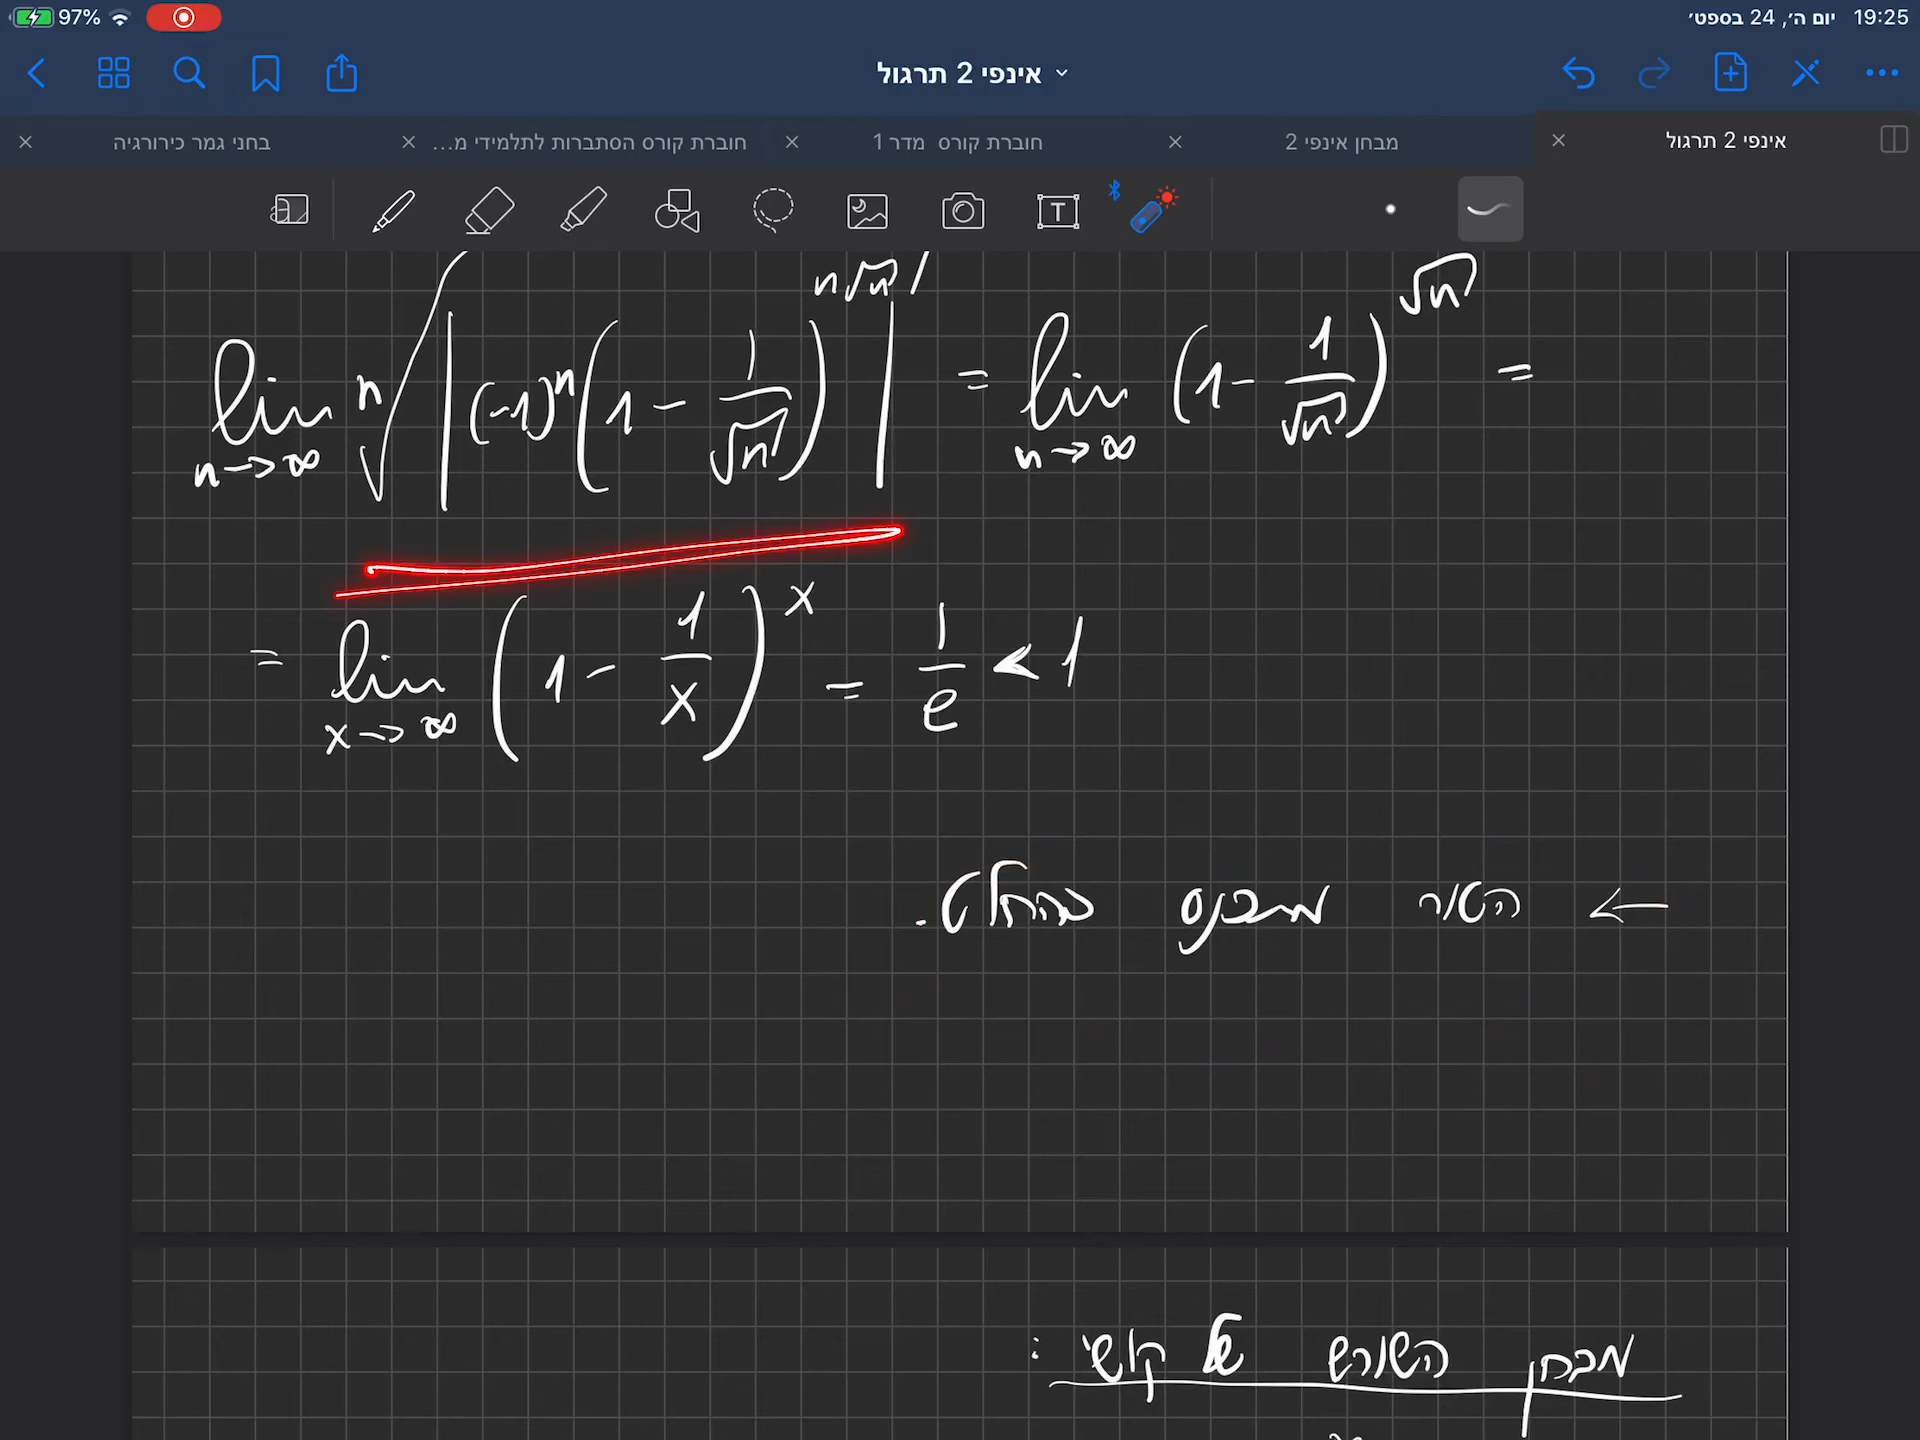 97% יום ה׳, 24 בספט׳ 19:25
אינפי 2 תרגול
בחני גמר כירורגיה חוברת קורס הסתברות לתלמידי מ... חוברת קורס מדר 1 מבחן אינפי 2 אינפי 2 תרגול
lim n→∞ ⁿ√|(-1)ⁿ(1 - 1/√n)^(n√n)| = lim n→∞ (1 - 1/√n)^√n =
= lim x→∞ (1 - 1/x)^x = 1/e < 1
← הטור מתכנס בהחלט.
מבחן השורש של קושי: